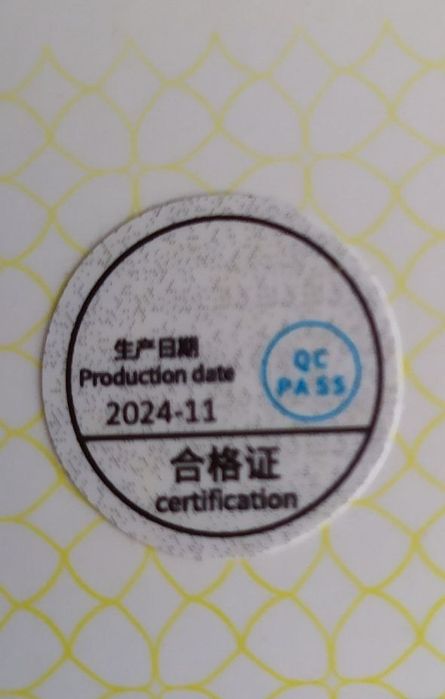 生产日期
Production date
2024-11
QC
PASS
合格证
certification